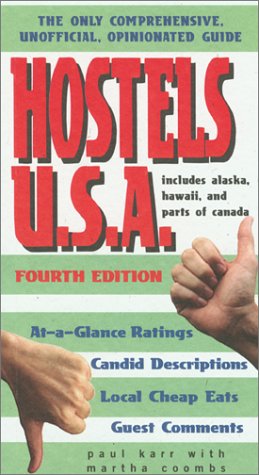 THE ONLY COMPREHENSIVE,
UNOFFICIAL, OPINIONATED GUIDE
HOSTELS
U.S.A.
includes alaska,
hawaii, and
parts of canada
FOURTH EDITION
At-a-Glance Ratings
Candid Descriptions
Local Cheap Eats
Guest Comments
paul karr with
martha coombs